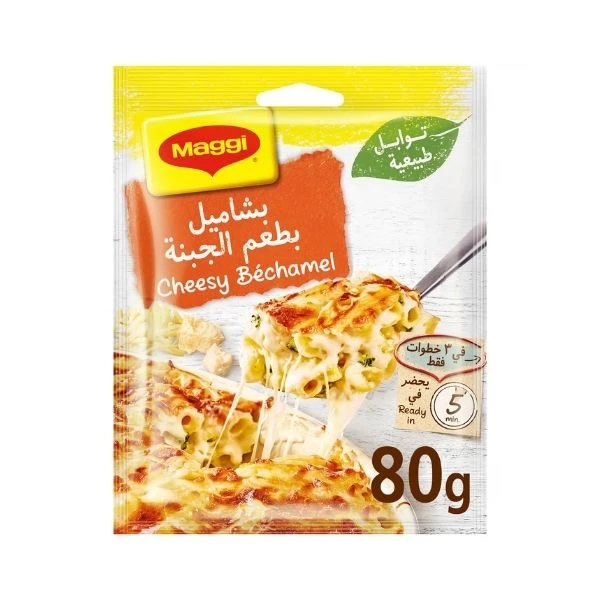 Maggi
®
توابل
طبيعية
بشاميل
بطعم الجبنة
Cheesy Béchamel
في ٣ خطوات
فقط
يحضر
في
Ready
in
5
min.
80g